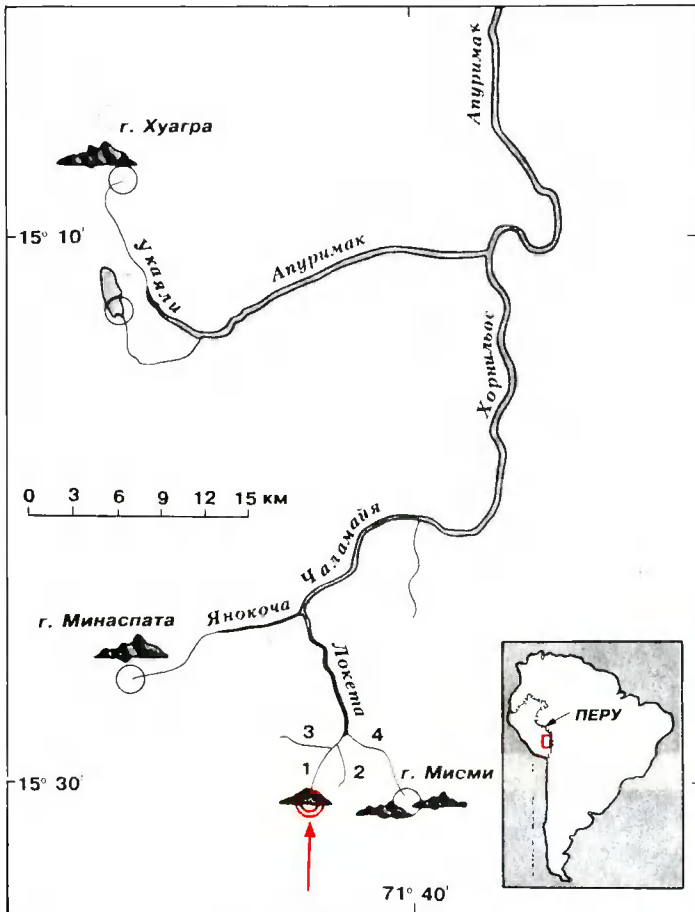 Апуримак
г. Хуагра
15° 10'
Укаяли
Апуримак
Хорнильос
0 3 6 9 12 15 км
Чаламайя
Янокоча
г. Минаспата
Локета
ПЕРУ
3 4
1 2
г. Мисми
15° 30'
71° 40'